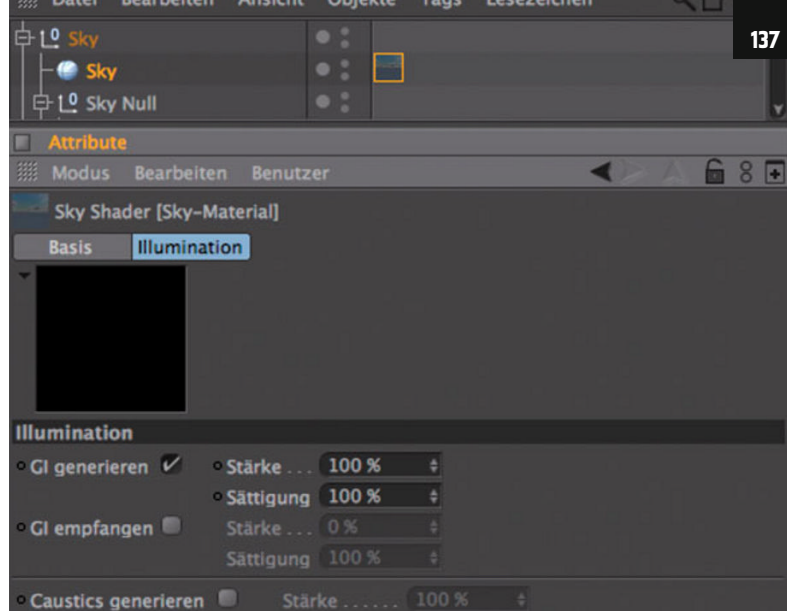 Datei Bearbeiten Ansicht Objekte Tags Lesezeichen
137
Sky
Sky
Sky Null
Attribute
Modus Bearbeiten Benutzer
Sky Shader [Sky-Material]
Basis Illumination
Illumination
GI generieren Stärke . . . 100 %
Sättigung 100 %
GI empfangen Stärke . . . 0 %
Sättigung 100 %
Caustics generieren Stärke . . . . . . 100 %